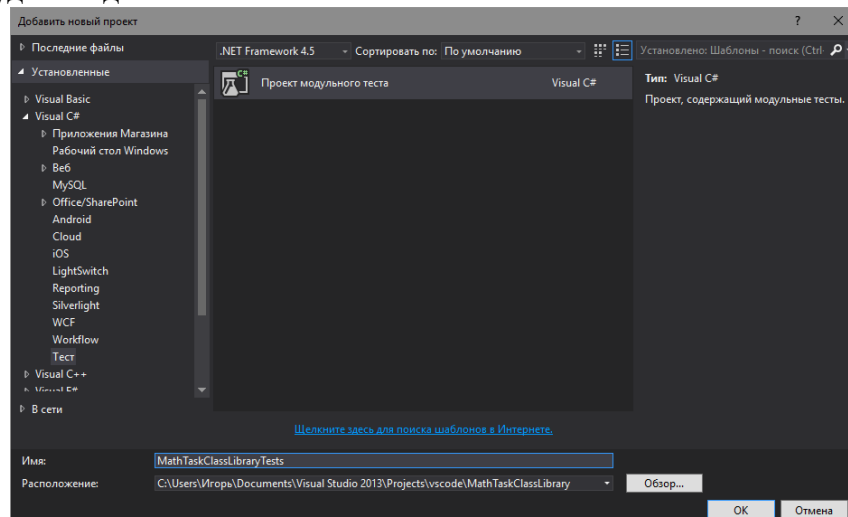 Добавить новый проект
? X
Последние файлы
.NET Framework 4.5 Сортировать по: По умолчанию
Установлено: Шаблоны - поиск (Ctrl-
Установленные
Visual Basic
Visual C#
Приложения Магазина
Рабочий стол Windows
Веб
MySQL
Office/SharePoint
Android
Cloud
iOS
LightSwitch
Reporting
Silverlight
WCF
Workflow
Тест
Visual C++
Visual F#
В сети
C#
Проект модульного теста Visual C#
Тип: Visual C#
Проект, содержащий модульные тесты.
Щелкните здесь для поиска шаблонов в Интернете.
Имя: MathTaskClassLibraryTests
Расположение: C:\Users\Игорь\Documents\Visual Studio 2013\Projects\vscode\MathTaskClassLibrary
Обзор...
OK Отмена